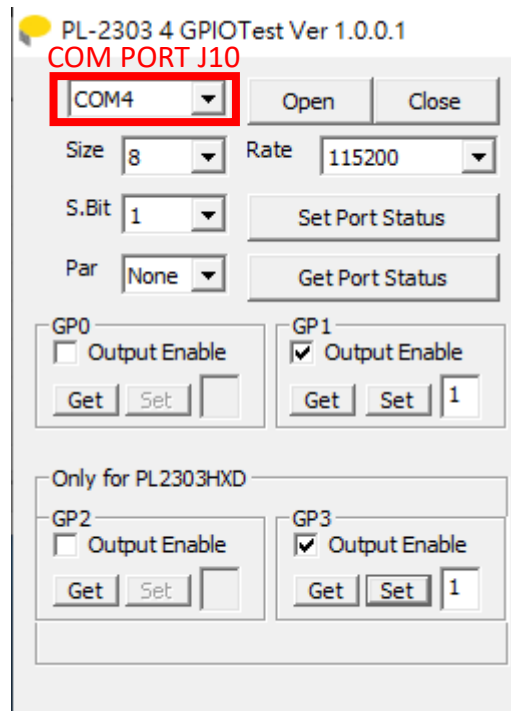 PL-2303 4 GPIOTest Ver 1.0.0.1
COM PORT J10
COM4 Open Close
Size 8 Rate 115200
S.Bit 1 Set Port Status
Par None Get Port Status
GP0 GP1
Output Enable Output Enable
Get Set Get Set 1
Only for PL2303HXD
GP2 GP3
Output Enable Output Enable
Get Set Get Set 1